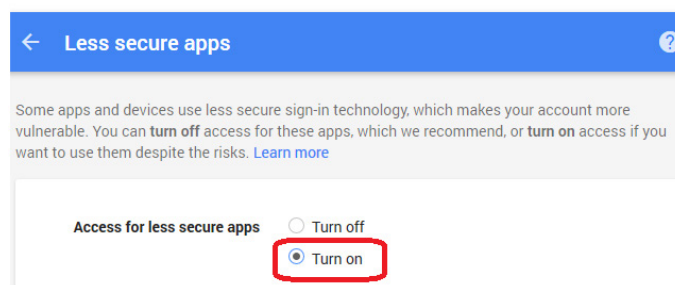 Less secure apps
Some apps and devices use less secure sign-in technology, which makes your account more
vulnerable. You can turn off access for these apps, which we recommend, or turn on access if you
want to use them despite the risks. Learn more
Access for less secure apps
Turn off
Turn on